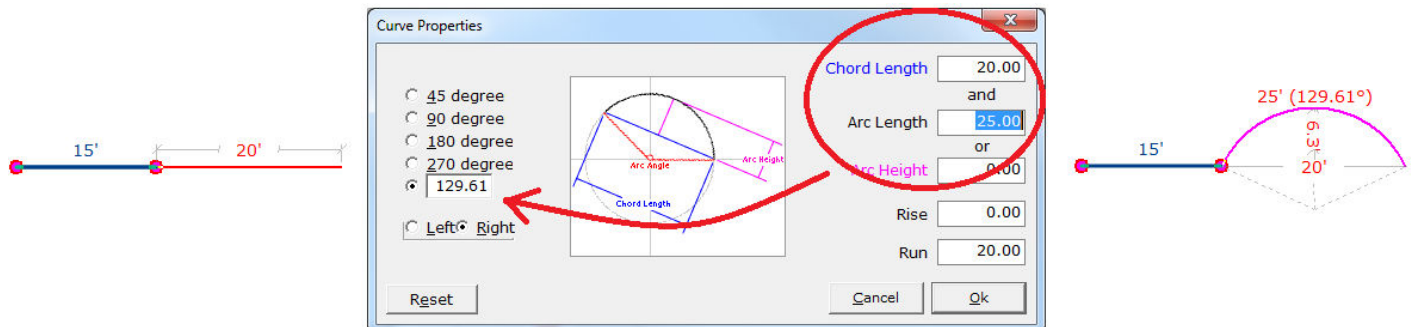 15'
20'
Curve Properties
x
45 degree
90 degree
180 degree
270 degree
129.61
Left Right
Reset
Arc Angle
Arc Height
Chord Length
Chord Length 20.00
and
Arc Length 25.00
or
Arc Height 0.00
Rise 0.00
Run 20.00
Cancel Ok
15'
25' (129.61°)
6.3'
20'